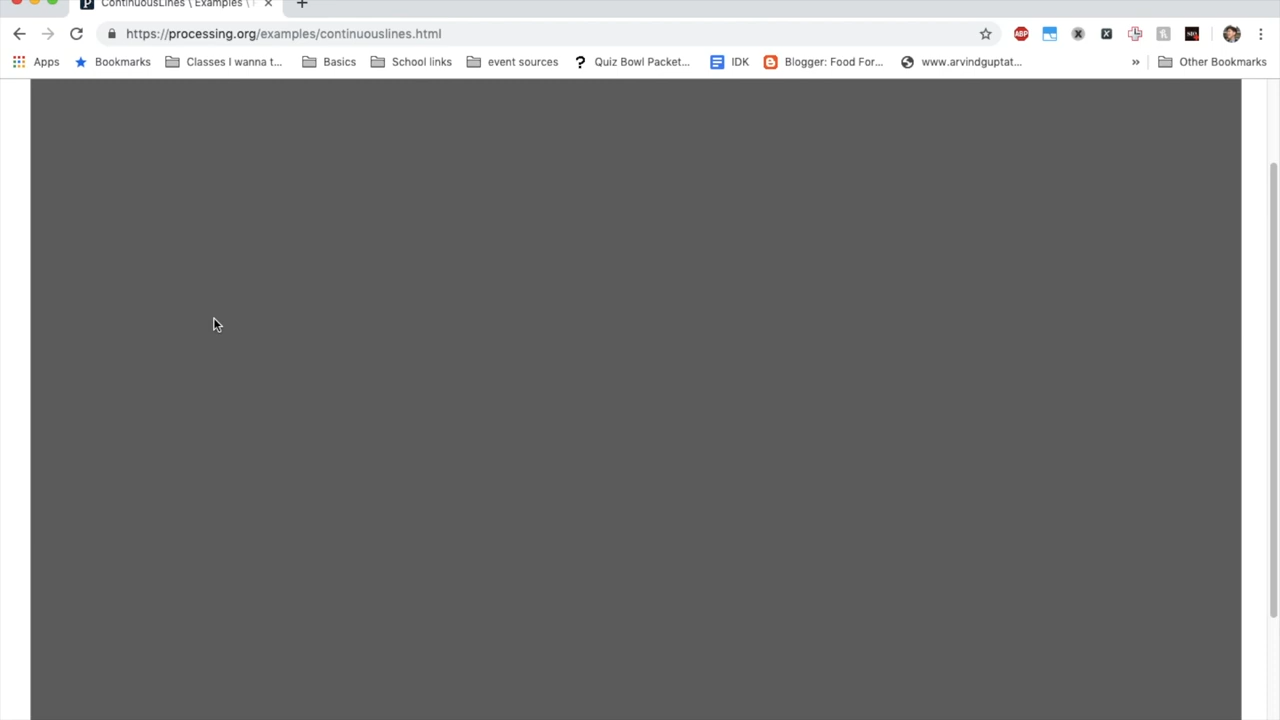 ContinuousLines \ Examples \
https://processing.org/examples/continuouslines.html
ABP
Apps Bookmarks Classes I wanna t... Basics School links event sources Quiz Bowl Packet... IDK Blogger: Food For... www.arvindguptat... » Other Bookmarks